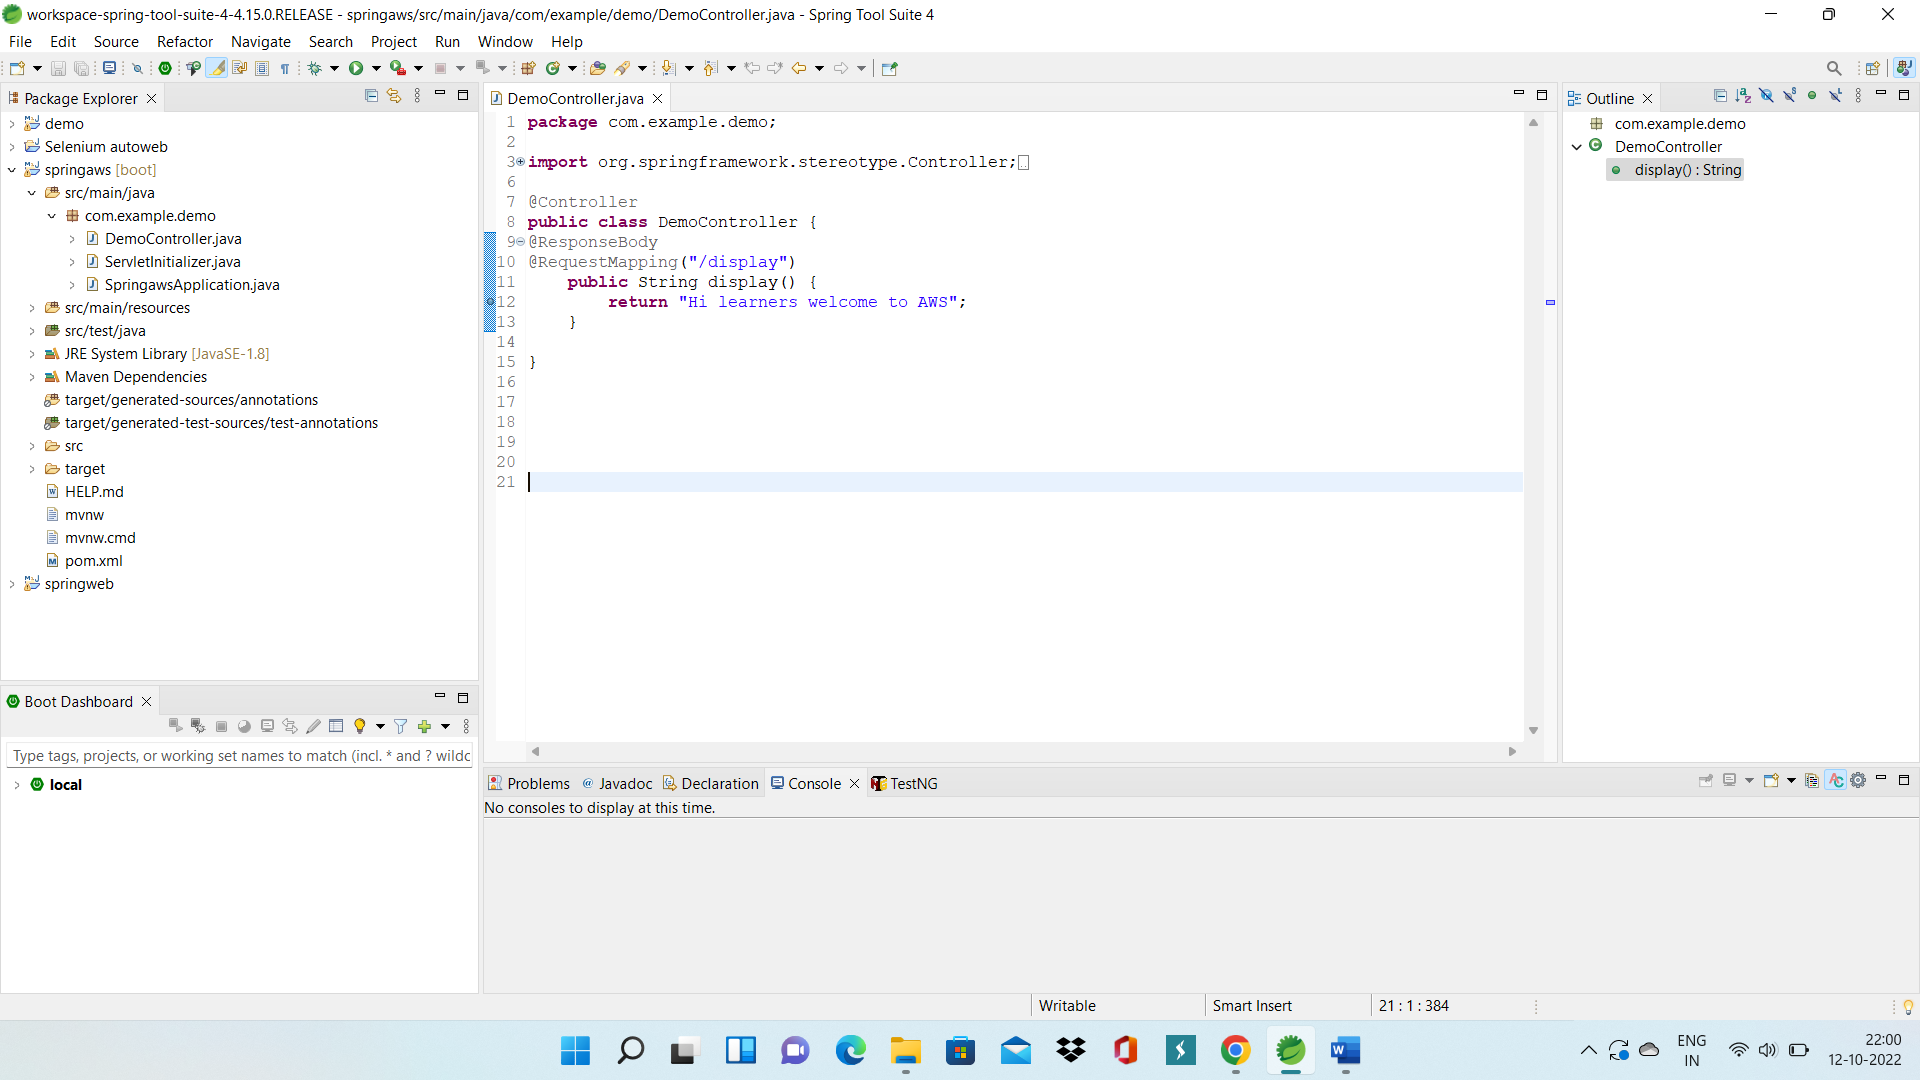 workspace-spring-tool-suite-4-4.15.0.RELEASE - springaws/src/main/java/com/example/demo/DemoController.java - Spring Tool Suite 4
File Edit Source Refactor Navigate Search Project Run Window Help
Package Explorer
demo
Selenium autoweb
springaws [boot]
src/main/java
com.example.demo
DemoController.java
ServletInitializer.java
SpringawsApplication.java
src/main/resources
src/test/java
JRE System Library [JavaSE-1.8]
Maven Dependencies
target/generated-sources/annotations
target/generated-test-sources/test-annotations
src
target
HELP.md
mvnw
mvnw.cmd
pom.xml
springweb
Boot Dashboard
Type tags, projects, or working set names to match (incl. * and ? wildc
local
DemoController.java
1 package com.example.demo;
2
3 import org.springframework.stereotype.Controller;
6
7 @Controller
8 public class DemoController {
9 @ResponseBody
10 @RequestMapping("/display")
11 public String display() {
12 return "Hi learners welcome to AWS";
13 }
14
15 }
16
17
18
19
20
21
Outline
com.example.demo
DemoController
display() : String
Problems Javadoc Declaration Console TestNG
No consoles to display at this time.
Writable Smart Insert 21 : 1 : 384
ENG
IN
22:00
12-10-2022